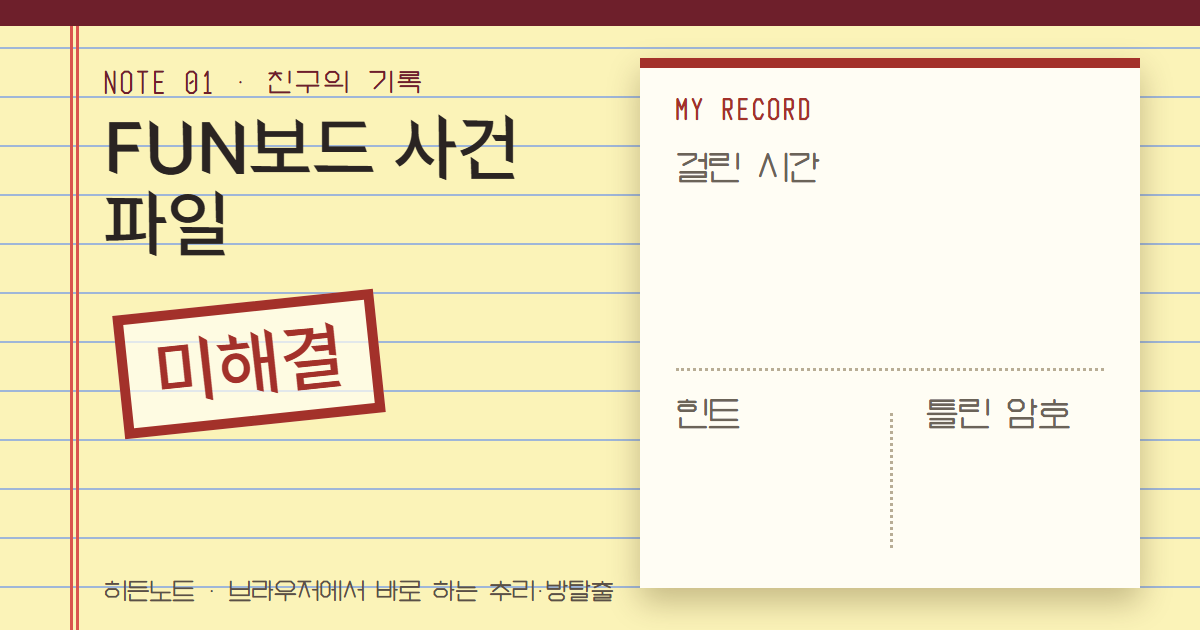 NOTE 01 · 친구의 기록
FUN보드 사건
파일
미해결
히든노트 · 브라우저에서 바로 하는 추리·방탈출
MY RECORD
걸린 시간
힌트
틀린 암호